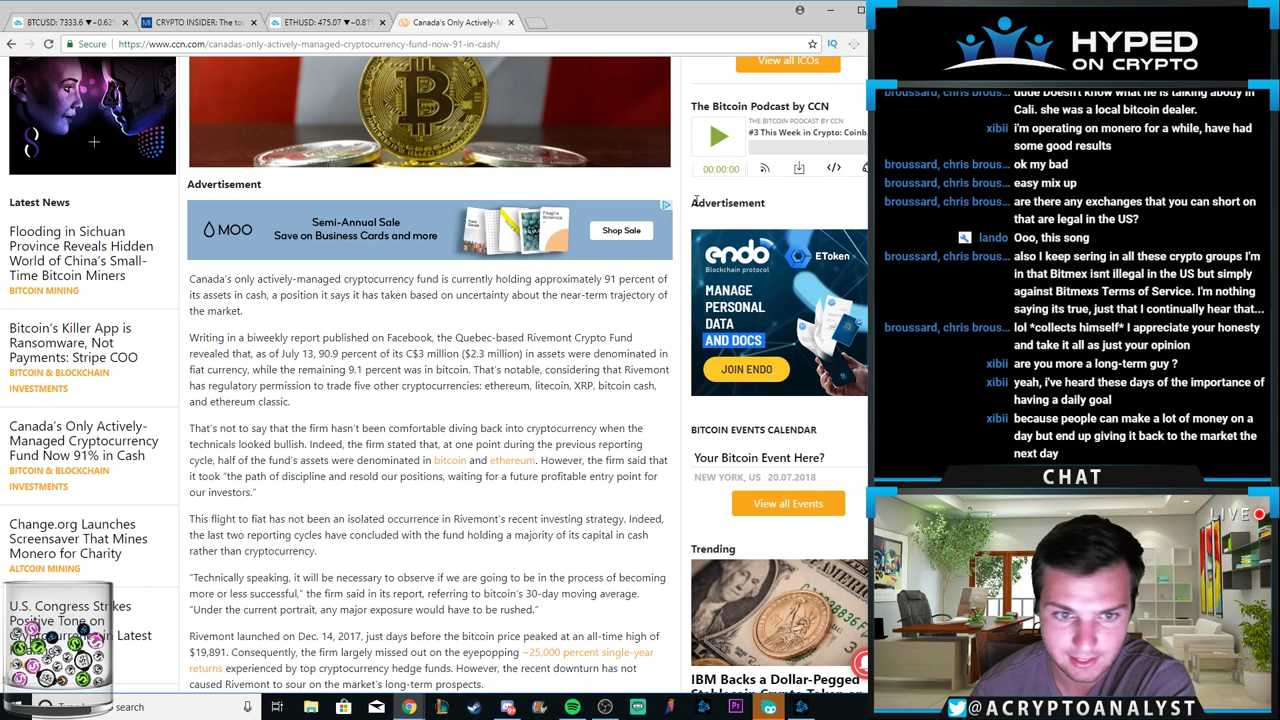 BTCUSD: 7333.6 ▼−0.62
CRYPTO INSIDER: The tou
ETHUSD: 475.07 ▼−0.81
Canada's Only Actively-M
Secure
https://www.ccn.com/canadas-only-actively-managed-cryptocurrency-fund-now-91-in-cash/
IQ
Latest News
Flooding in Sichuan
Province Reveals Hidden
World of China's Small-
Time Bitcoin Miners
BITCOIN MINING
Bitcoin's Killer App is
Ransomware, Not
Payments: Stripe COO
BITCOIN & BLOCKCHAIN
INVESTMENTS
Canada's Only Actively-
Managed Cryptocurrency
Fund Now 91% in Cash
BITCOIN & BLOCKCHAIN
INVESTMENTS
Change.org Launches
Screensaver That Mines
Monero for Charity
ALTCOIN MINING
U.S. Congress Strikes
Positive Tone on
Latest
Advertisement
MOO
Semi-Annual Sale
Save on Business Cards and more
Shop Sale
Canada's only actively-managed cryptocurrency fund is currently holding approximately 91 percent of
its assets in cash, a position it says it has taken based on uncertainty about the near-term trajectory of
the market.
Writing in a biweekly report published on Facebook, the Quebec-based Rivemont Crypto Fund
revealed that, as of July 13, 90.9 percent of its C$3 million ($2.3 million) in assets were denominated in
fiat currency, while the remaining 9.1 percent was in bitcoin. That's notable, considering that Rivemont
has regulatory permission to trade five other cryptocurrencies: ethereum, litecoin, XRP, bitcoin cash,
and ethereum classic.
That's not to say that the firm hasn't been comfortable diving back into cryptocurrency when the
technicals looked bullish. Indeed, the firm stated that, at one point during the previous reporting
cycle, half of the fund's assets were denominated in bitcoin and ethereum. However, the firm said that
it took "the path of discipline and resold our positions, waiting for a future profitable entry point for
our investors."
This flight to fiat has not been an isolated occurrence in Rivemont's recent investing strategy. Indeed,
the last two reporting cycles have concluded with the fund holding a majority of its capital in cash
rather than cryptocurrency.
"Technically speaking, it will be necessary to observe if we are going to be in the process of becoming
more or less successful," the firm said in its report, referring to bitcoin's 30-day moving average.
"Under the current portrait, any major exposure would have to be rushed."
Rivemont launched on Dec. 14, 2017, just days before the bitcoin price peaked at an all-time high of
$19,891. Consequently, the firm largely missed out on the eyepopping ~25,000 percent single-year
returns experienced by top cryptocurrency hedge funds. However, the recent downturn has not
caused Rivemont to sour on the market's long-term prospects.
View all ICOs
The Bitcoin Podcast by CCN
THE BITCOIN PODCAST BY CCN
#3 This Week in Crypto: Coinb
00:00:00
Advertisement
endo
Blockchain protocol
EToken
MANAGE
PERSONAL
DATA
AND DOCS
JOIN ENDO
BITCOIN EVENTS CALENDAR
Your Bitcoin Event Here?
NEW YORK, US 20.07.2018
View all Events
Trending
IBM Backs a Dollar-Pegged
search
HYPED
ON CRYPTO
broussard, chris brous... dude Doesn't know what he is talking abody in
Cali. she was a local bitcoin dealer.
xibii i'm operating on monero for a while, have had
some good results
broussard, chris brous... ok my bad
broussard, chris brous... easy mix up
broussard, chris brous... are there any exchanges that you can short on
that are legal in the US?
lando Ooo, this song
broussard, chris brous... also I keep sering in all these crypto groups I'm
in that Bitmex isnt illegal in the US but simply
against Bitmexs Terms of Service. I'm nothing
saying its true, just that I continually hear that...
broussard, chris brous... lol *collects himself* I appreciate your honesty
and take it all as just your opinion
xibii are you more a long-term guy ?
xibii yeah, i've heard these days of the importance of
having a daily goal
xibii because people can make a lot of money on a
day but end up giving it back to the market the
next day
CHAT
LIVE
@ACRYPTOANALYST